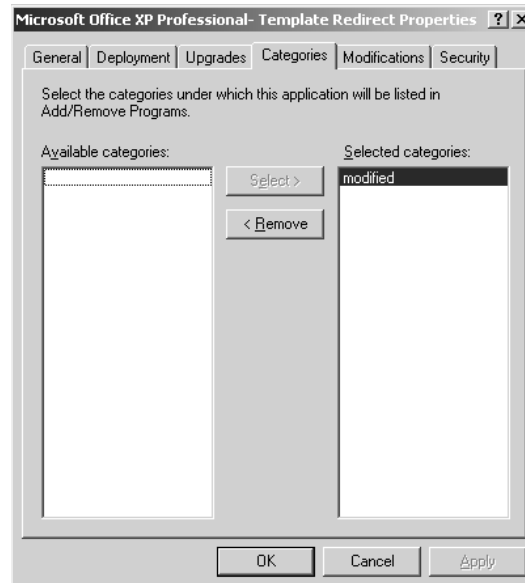 Microsoft Office XP Professional- Template Redirect Properties ? X
General Deployment Upgrades Categories Modifications Security
Select the categories under which this application will be listed in
Add/Remove Programs.
Available categories:
Select >
< Remove
Selected categories:
modified
OK Cancel Apply